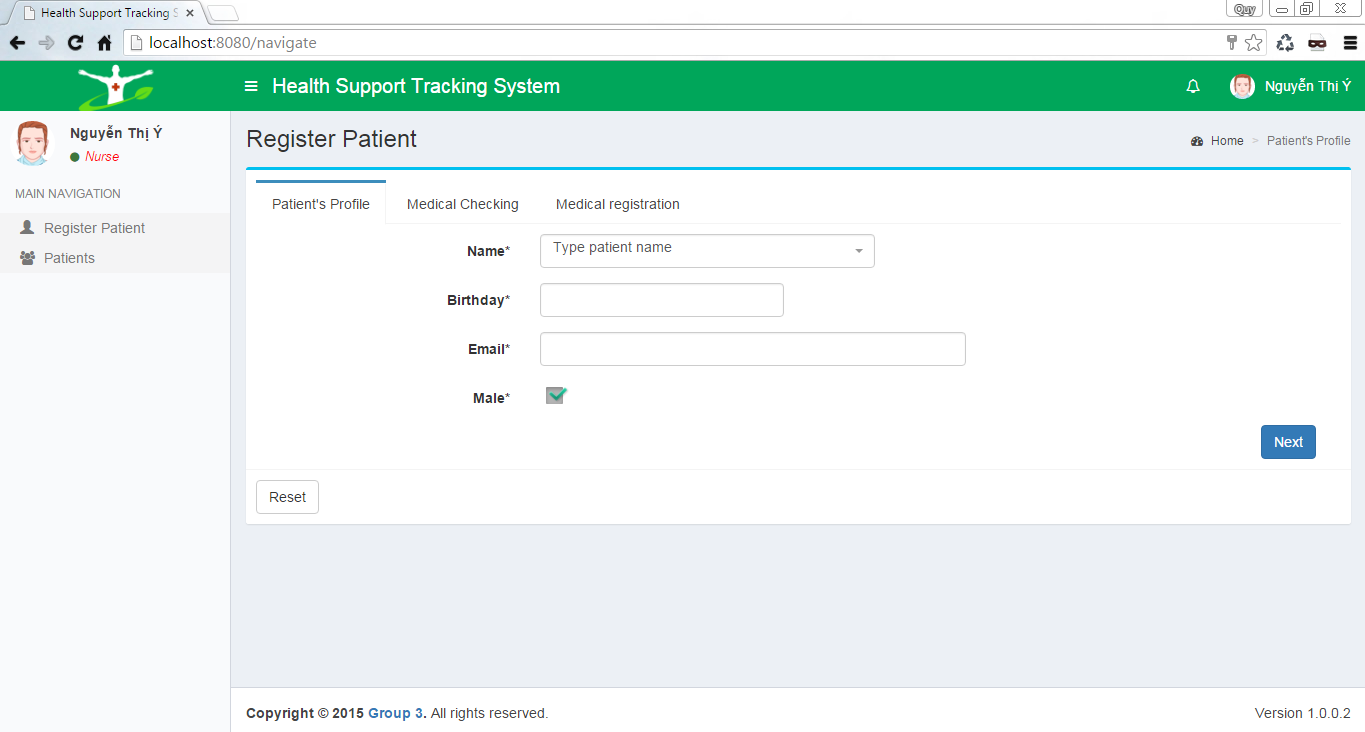 Health Support Tracking S
Quy
localhost:8080/navigate
Health Support Tracking System
Nguyễn Thị Ý
Nguyễn Thị Ý
Nurse
MAIN NAVIGATION
Register Patient
Patients
Register Patient
Home > Patient's Profile
Patient's Profile Medical Checking Medical registration
Name* Type patient name
Birthday*
Email*
Male*
Next
Reset
Copyright © 2015 Group 3. All rights reserved. Version 1.0.0.2